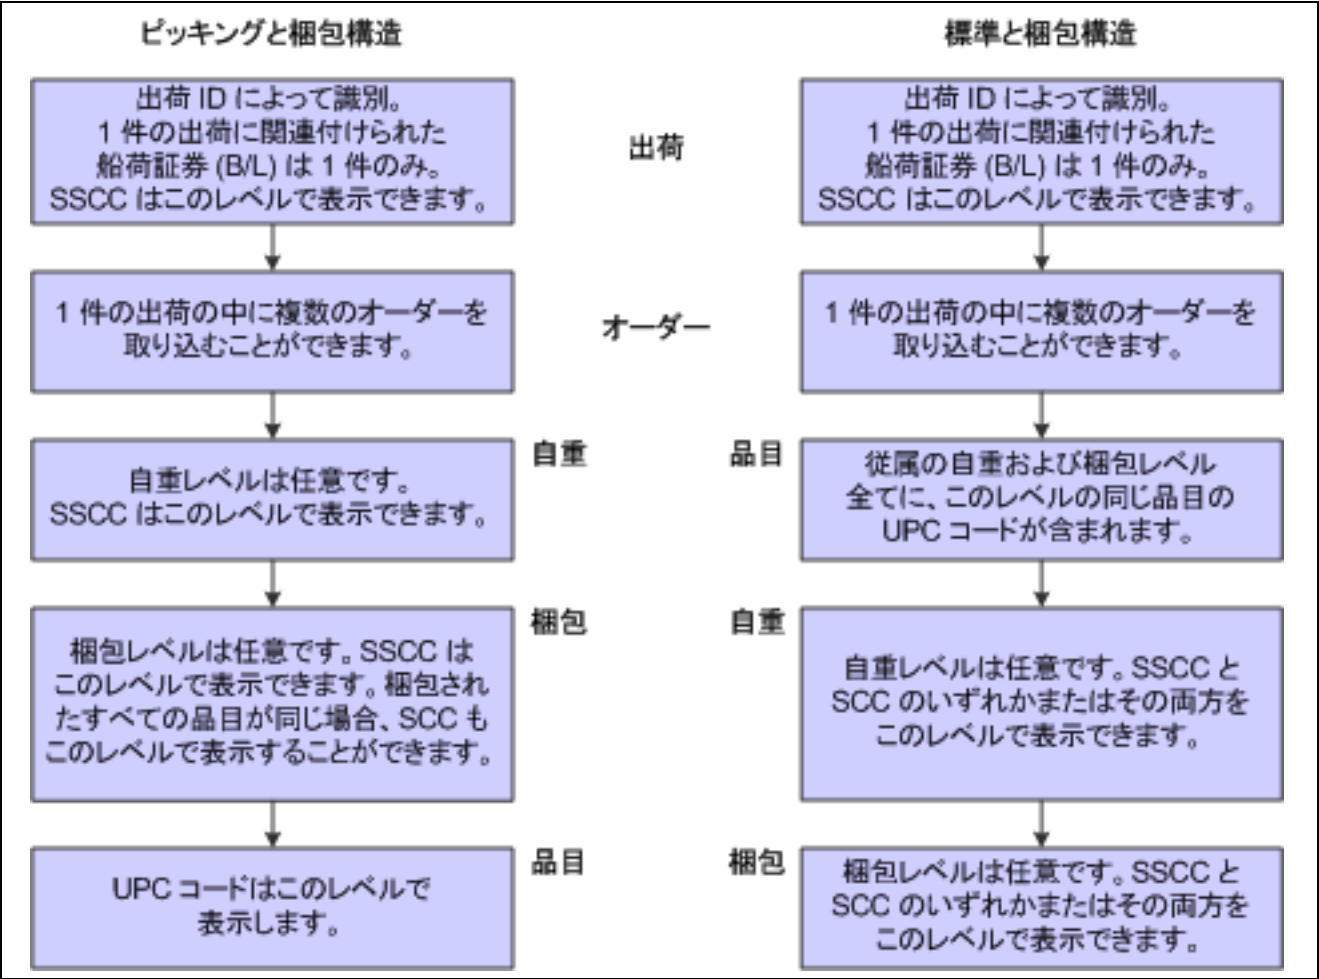 ピッキングと梱包構造
標準と梱包構造
出荷 ID によって識別。
1 件の出荷に関連付けられた
船荷証券 (B/L) は 1 件のみ。
SSCC はこのレベルで表示できます。
出荷
出荷 ID によって識別。
1 件の出荷に関連付けられた
船荷証券 (B/L) は 1 件のみ。
SSCC はこのレベルで表示できます。
1 件の出荷の中に複数のオーダーを
取り込むことができます。
オーダー
1 件の出荷の中に複数のオーダーを
取り込むことができます。
自重
自重レベルは任意です。
SSCC はこのレベルで表示できます。
品目
従属の自重および梱包レベル
全てに、このレベルの同じ品目の
UPC コードが含まれます。
梱包
梱包レベルは任意です。SSCC は
このレベルで表示できます。梱包され
たすべての品目が同じ場合、SCC も
このレベルで表示することができます。
自重
自重レベルは任意です。SSCC と
SCC のいずれかまたはその両方を
このレベルで表示できます。
品目
UPC コードはこのレベルで
表示します。
梱包
梱包レベルは任意です。SSCC と
SCC のいずれかまたはその両方を
このレベルで表示できます。